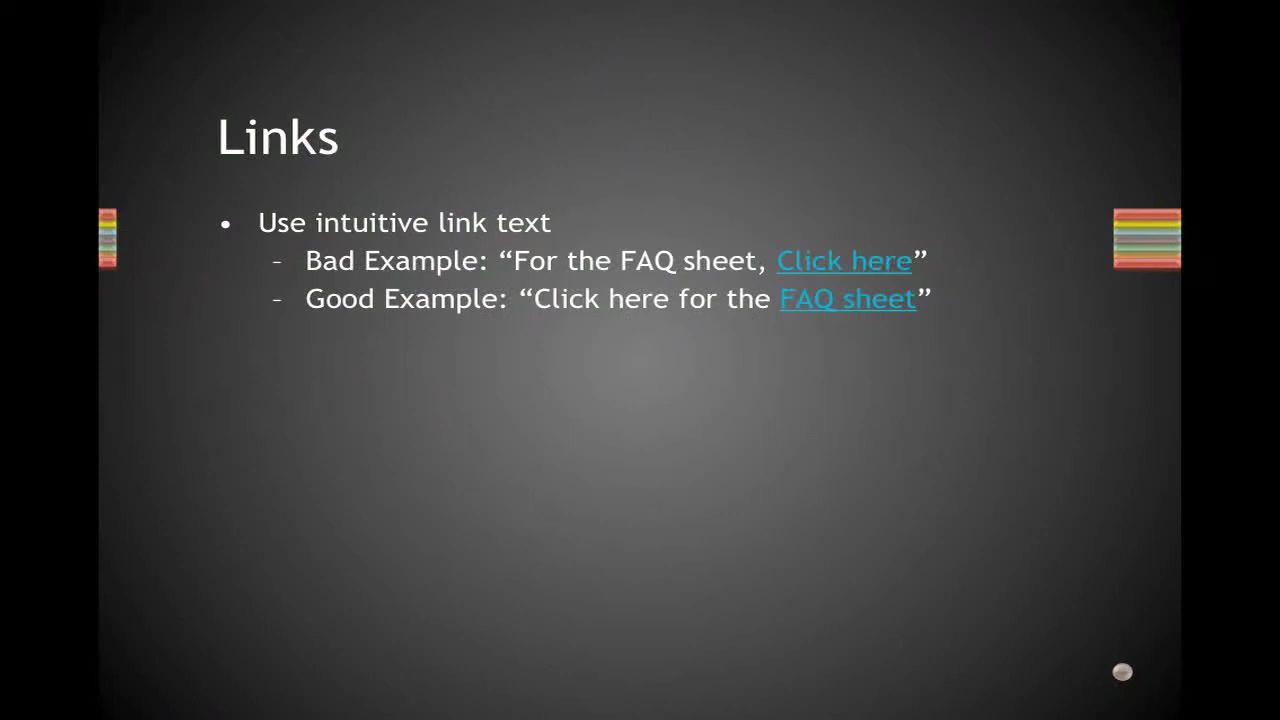 Links
• Use intuitive link text
– Bad Example: “For the FAQ sheet, Click here”
– Good Example: “Click here for the FAQ sheet”